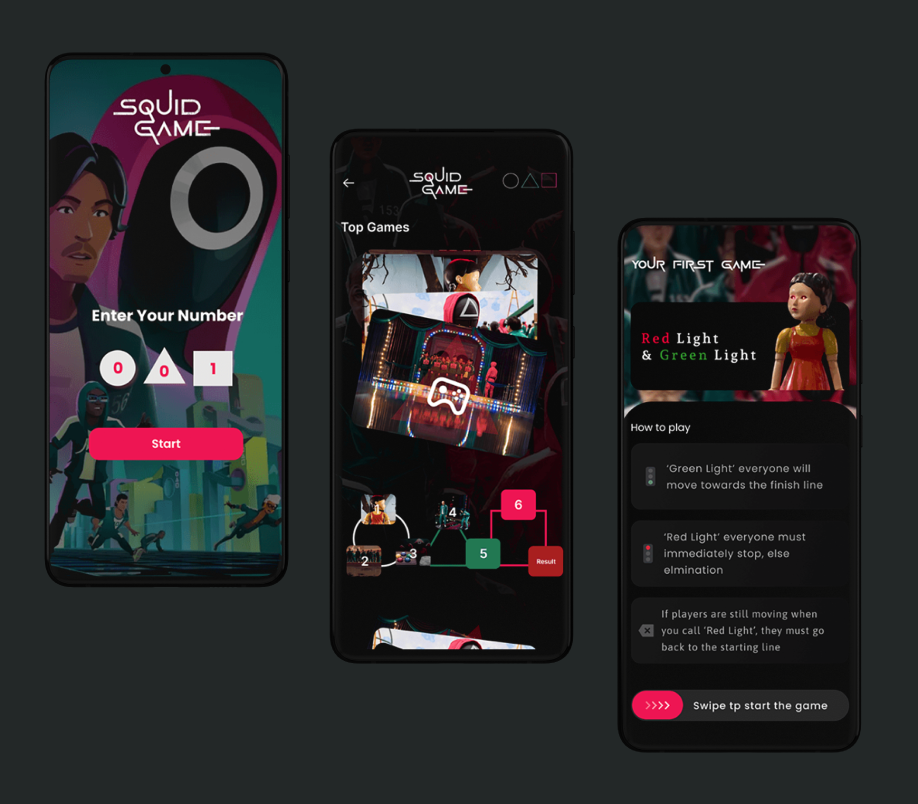 SQUID
GAME
Enter Your Number
0 0 1
Start
SQUID
GAME
153
Top Games
6
4
3
5
2
Result
YOUR FIRST GAME
Red Light
& Green Light
How to play
‘Green Light’ everyone will
move towards the finish line
‘Red Light’ everyone must
immediately stop, else
elmination
If players are still moving when
you call ‘Red Light’, they must go
back to the starting line
Swipe tp start the game